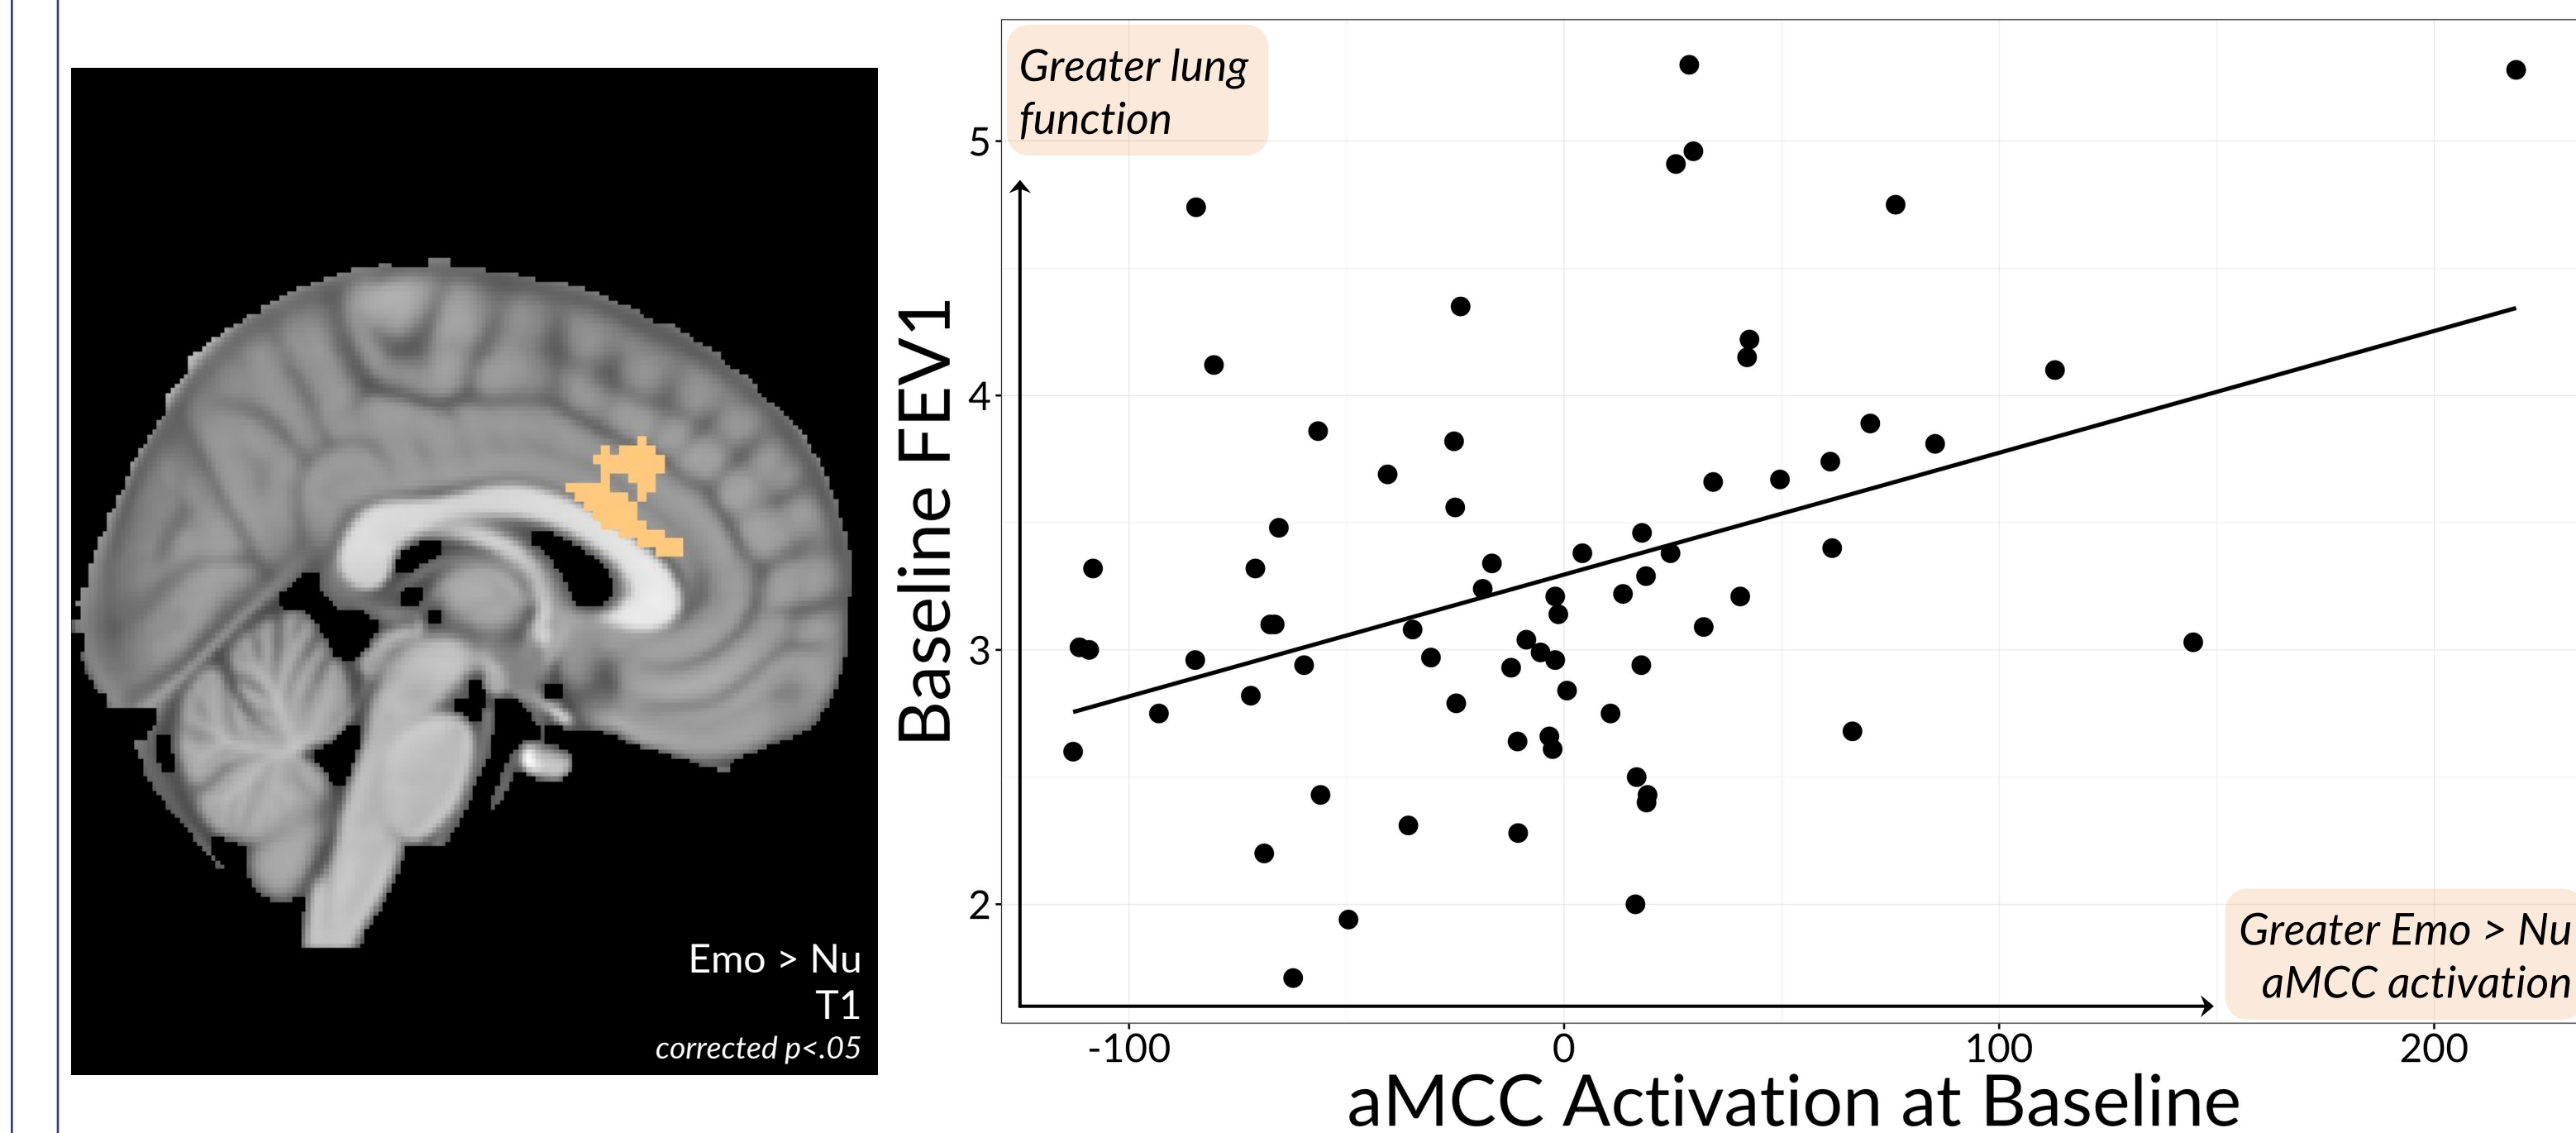 Emo > Nu
T1
corrected p<.05
Greater lung
function
Baseline FEV1
5
4
3
2
Greater Emo > Nu
aMCC activation
-100
0
100
200
aMCC Activation at Baseline